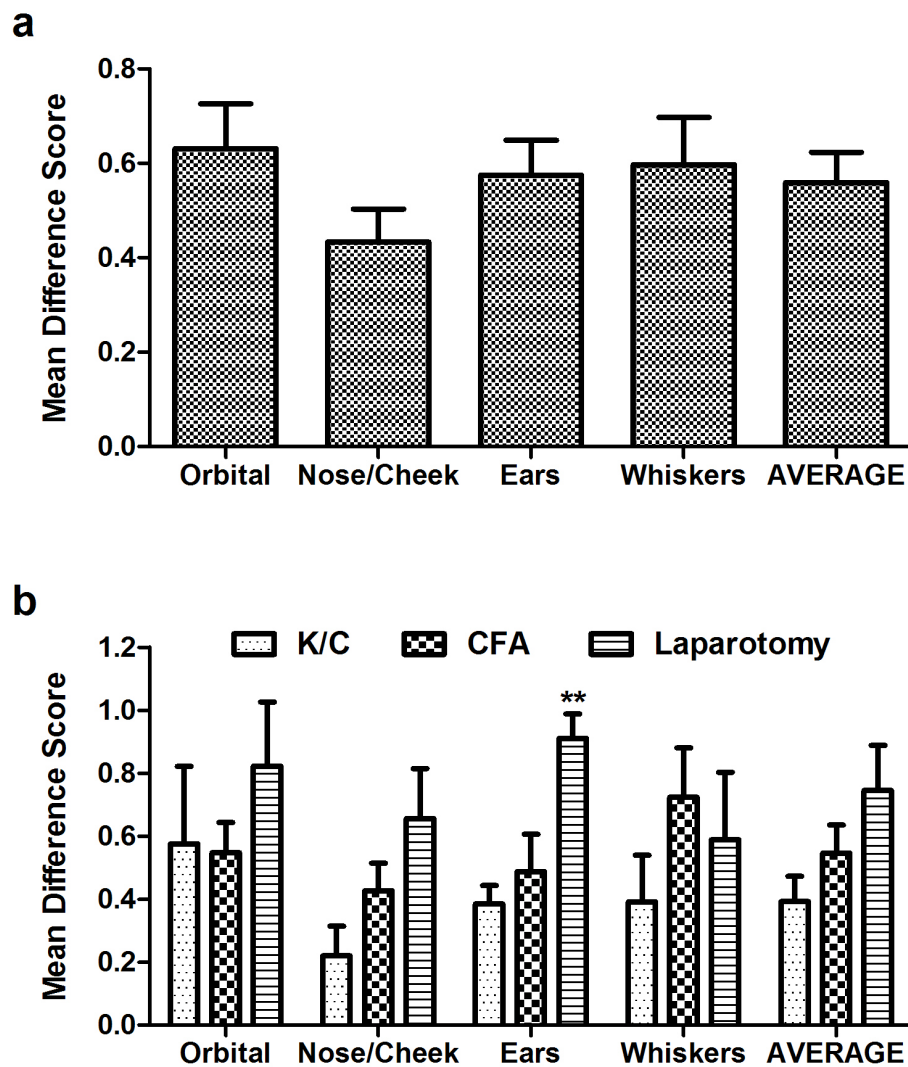 a
Mean Difference Score
0.8
0.6
0.4
0.2
0.0
Orbital Nose/Cheek Ears Whiskers AVERAGE
b
Mean Difference Score
K/C CFA Laparotomy
1.2
1.0
0.8
0.6
0.4
0.2
0.0
**
Orbital Nose/Cheek Ears Whiskers AVERAGE